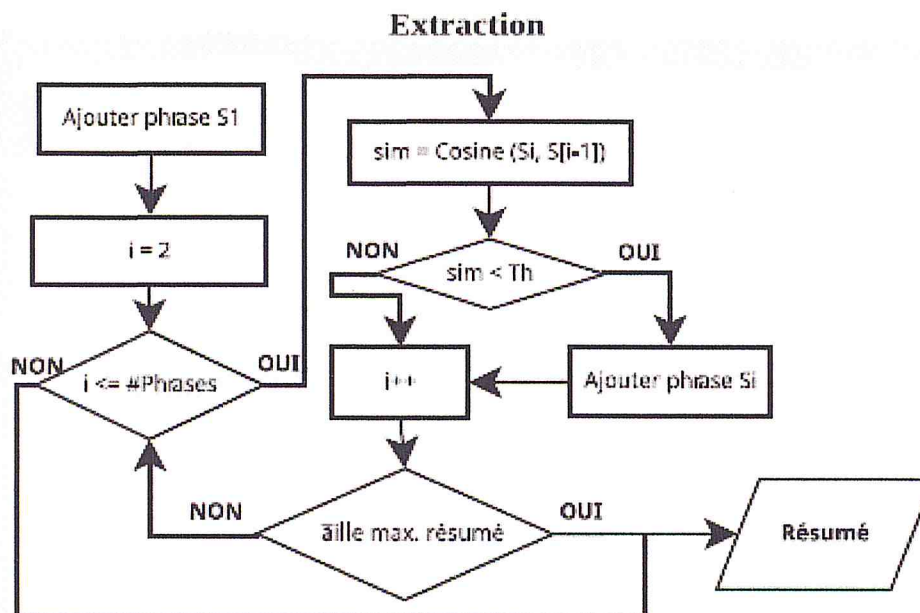 Extraction
Ajouter phrase S1
i = 2
NON
i <= #Phrases
OUI
sim = Cosine (Si, S[i-1])
NON
sim < Th
OUI
i++
Ajouter phrase Si
NON
aille max. résumé
OUI
Résumé